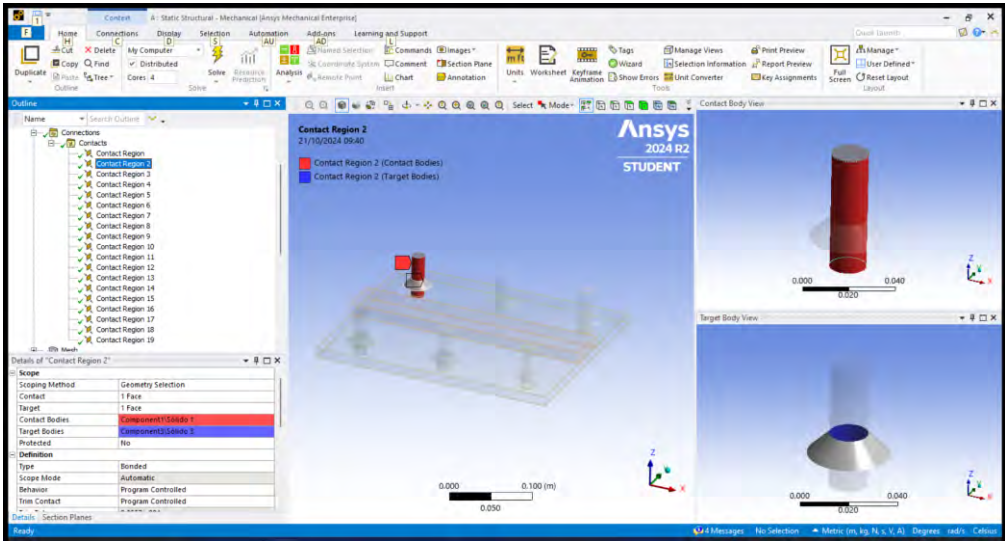 1
Context
A : Static Structural - Mechanical [Ansys Mechanical Enterprise]
F
Home
Connections
Display
Selection
Automation
Add-ons
Learning and Support
Quick Launch
H
C
D
S
AU
AD
L
Duplicate
Cut
Delete
Copy
Find
Paste
Tree
Outline
My Computer
Distributed
Cores 4
Solve
Resource
Prediction
Solve
Analysis
Named Selection
Coordinate System
Remote Point
Commands
Comment
Chart
Images
Section Plane
Annotation
Insert
Units
Worksheet
Keyframe
Animation
Tags
Wizard
Show Errors
Manage Views
Selection Information
Unit Converter
Print Preview
Report Preview
Key Assignments
Tools
Full
Screen
Manage
User Defined
Reset Layout
Layout
Outline
Name
Search Outline
Connections
Contacts
Contact Region
Contact Region 2
Contact Region 3
Contact Region 4
Contact Region 5
Contact Region 6
Contact Region 7
Contact Region 8
Contact Region 9
Contact Region 10
Contact Region 11
Contact Region 12
Contact Region 13
Contact Region 14
Contact Region 15
Contact Region 16
Contact Region 17
Contact Region 18
Contact Region 19
Mesh
Details of "Contact Region 2"
Scope
Scoping Method Geometry Selection
Contact 1 Face
Target 1 Face
Contact Bodies Component1\Sólido 1
Target Bodies
Protected No
Definition
Type Bonded
Scope Mode Automatic
Behavior Program Controlled
Trim Contact Program Controlled
Details Section Planes
Select Mode
Contact Region 2
21/10/2024 09:40
Contact Region 2 (Contact Bodies)
Contact Region 2 (Target Bodies)
Ansys
2024 R2
STUDENT
0.000
0.100 (m)
0.050
Z
X
Contact Body View
0.000
0.040
0.020
Z
X
Target Body View
0.000
0.040
0.020
Z
X
Ready
4 Messages
No Selection
Metric (m, kg, N, s, V, A)
Degrees
rad/s
Celsius